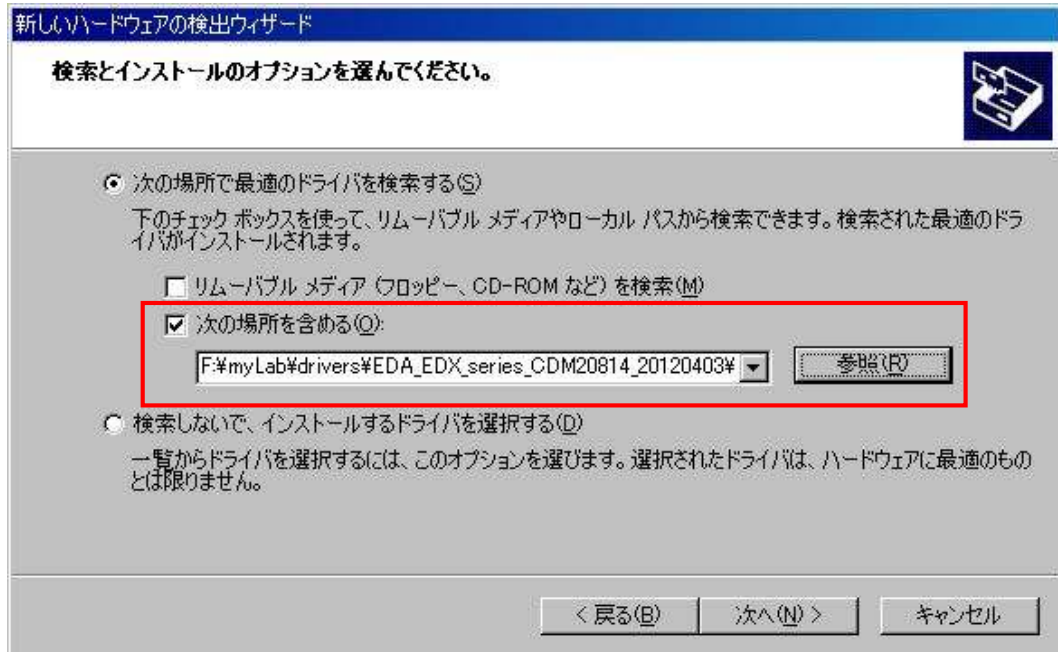 新しいハードウェアの検出ウィザード
検索とインストールのオプションを選んでください。
次の場所で最適のドライバを検索する(S)
下のチェック ボックスを使って、リムーバブル メディアやローカル パスから検索できます。検索された最適のドラ
イバがインストールされます。
リムーバブル メディア (フロッピー、CD-ROM など) を検索(M)
次の場所を含める(O):
F:¥myLab¥drivers¥EDA_EDX_series_CDM20814_20120403¥
参照(R)
検索しないで、インストールするドライバを選択する(D)
一覧からドライバを選択するには、このオプションを選びます。選択されたドライバは、ハードウェアに最適のもの
とは限りません。
< 戻る(B)
次へ(N) >
キャンセル